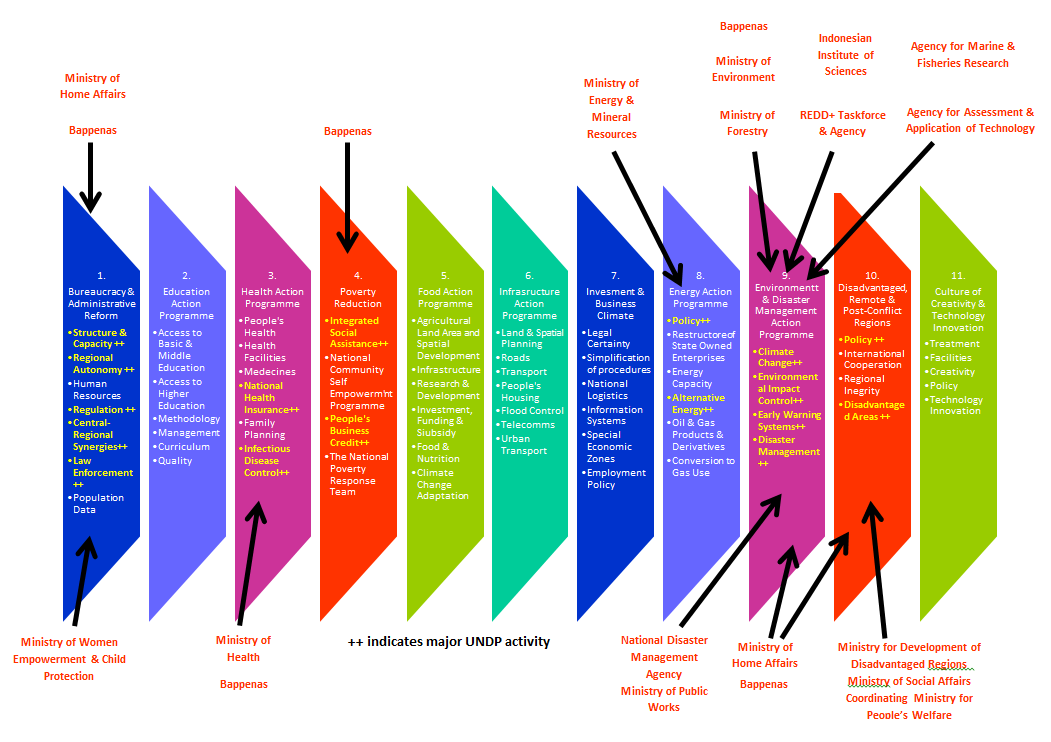 Ministry of
Home Affairs
Bappenas
Bappenas
Ministry of
Energy &
Mineral
Resources
Bappenas
Ministry of
Environment
Ministry of
Forestry
Indonesian
Institute of
Sciences
REDD+ Taskforce
& Agency
Agency for Marine &
Fisheries Research
Agency for Assessment &
Application of Technology
1.
Bureaucracy &
Administrative
Reform
•Structure &
Capacity ++
•Regional
Autonomy ++
•Human
Resources
•Regulation ++
•Central-
Regional
Synergies++
•Law
Enforcement
++
•Population
Data
2.
Education
Action
Programme
•Access to
Basic &
Middle
Education
•Access to
Higher
Education
•Methodology
•Management
•Curriculum
•Quality
3.
Health Action
Programme
•People's
Health
•Health
Facilities
•Medecines
•National
Health
Insurance++
•Family
Planning
•Infectious
Disease
Control++
4.
Poverty
Reduction
•Integrated
Social
Assistance++
•National
Community
Self
Empowerm'nt
Programme
•People's
Business
Credit++
•The National
Poverty
Response
Team
5.
Food Action
Programme
•Agricultural
Land Area and
Spatial
Development
•Infrastructure
•Research &
Development
•Investment,
Funding &
Siubsidy
•Food &
Nutrition
•Climate
Change
Adaptation
6.
Infrasructure
Action
Programme
•Land & Spatial
Planning
•Roads
•Transport
•People's
Housing
•Flood Control
•Telecomms
•Urban
Transport
7.
Invesment &
Business
Climate
•Legal
Certainty
•Simplification
of procedures
•National
Logistics
•Information
Systems
•Special
Economic
Zones
•Employment
Policy
8.
Energy Action
Programme
•Policy++
•Restructoreof
State Owned
Enterprises
•Energy
Capacity
•Alternative
Energy++
•Oil & Gas
Products &
Derivatives
•Conversion to
Gas Use
9.
Environmentt
& Disaster
Management
Action
Programme
•Climate
Change++
•Environment
al Impact
Control++
•Early Warning
Systems++
•Disaster
Management
++
10.
Disadvantaged,
Remote &
Post-Conflict
Regions
•Policy ++
•International
Cooperation
•Regional
Inegrity
•Disadvantage
d Areas ++
11.
Culture of
Creativity &
Technology
Innovation
•Treatment
•Facilities
•Creativity
•Policy
•Technology
Innovation
Ministry of Women
Empowerment & Child
Protection
Ministry of
Health
Bappenas
++ indicates major UNDP activity
National Disaster
Management
Agency
Ministry of Public
Works
Ministry of
Home Affairs
Bappenas
Ministry for Development of
Disadvantaged Regions
Ministry of Social Affairs
Coordinating Ministry for
People's Welfare